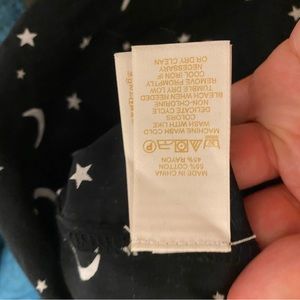 55% COTTON
45% RAYON
MADE IN CHINA
MACHINE WASH COLD
WASH WITH LIKE
COLORS
DELICATE CYCLE
NON-CHLORINE
BLEACH WHEN NEEDED
TUMBLE DRY LOW
REMOVE PROMPTLY
COOL IRON IF
NECESSARY
OR DRY CLEAN